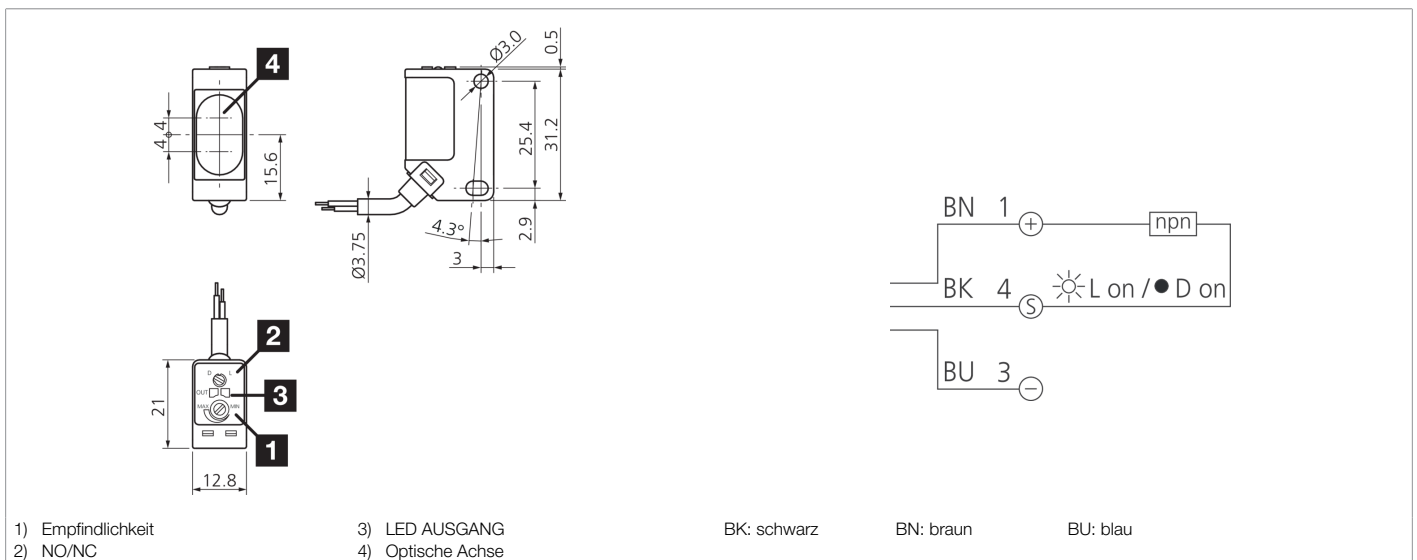 4
4 4
15.6
Ø3.0
0.5
25.4
31.2
2.9
4.3°
3
Ø3.75
BN 1 + npn
BK 4 S L on / ● D on
BU 3 −
2
3
1
D L
OUT
MAX MIN
21
12.8
1) Empfindlichkeit
2) NO/NC
3) LED AUSGANG
4) Optische Achse
BK: schwarz
BN: braun
BU: blau